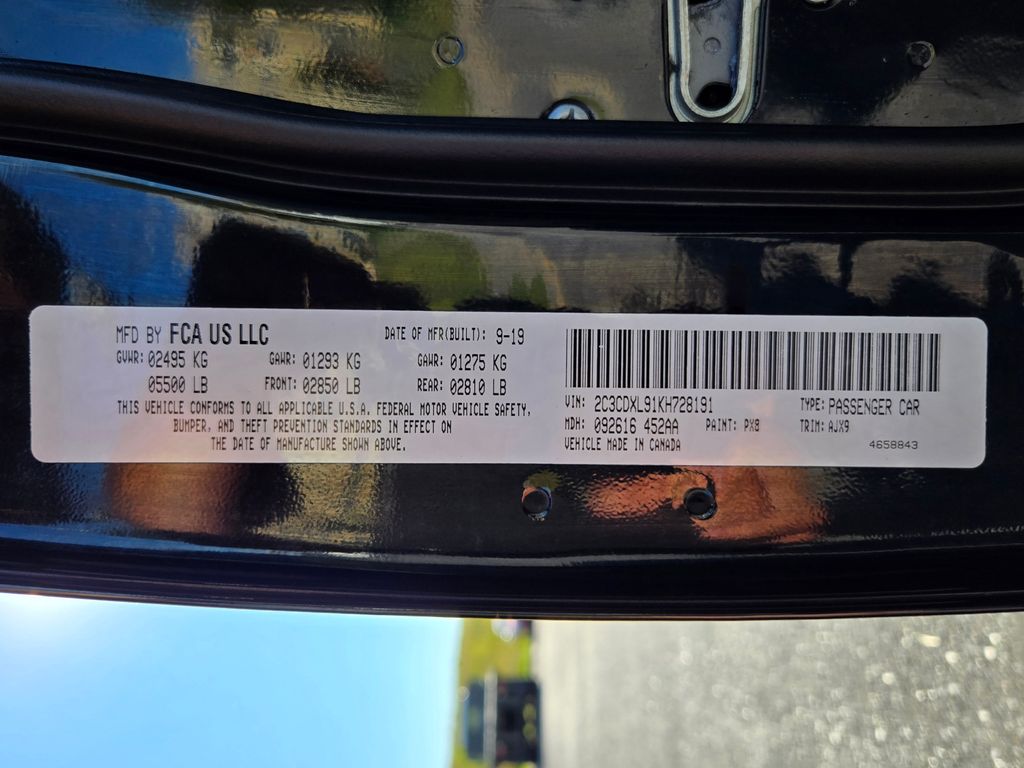 MFD BY FCA US LLC DATE OF MFR(BUILT): 9-19
GVWR: 02495 KG GAWR: 01293 KG GAWR: 01275 KG
05500 LB FRONT: 02850 LB REAR: 02810 LB
THIS VEHICLE CONFORMS TO ALL APPLICABLE U.S.A. FEDERAL MOTOR VEHICLE SAFETY,
BUMPER, AND THEFT PREVENTION STANDARDS IN EFFECT ON
THE DATE OF MANUFACTURE SHOWN ABOVE.
VIN: 2C3CDXL91KH728191 TYPE: PASSENGER CAR
MDH: 092616 452AA PAINT: PX8 TRIM: AJX9
VEHICLE MADE IN CANADA 4658843